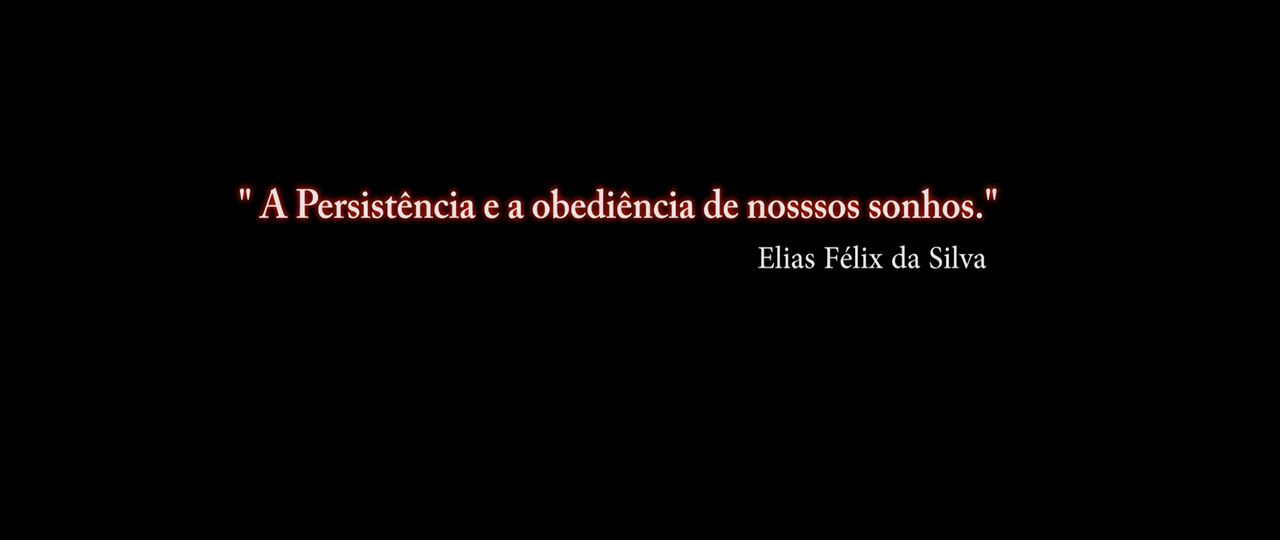 " A Persistência e a obediência de nosssos sonhos."
Elias Félix da Silva